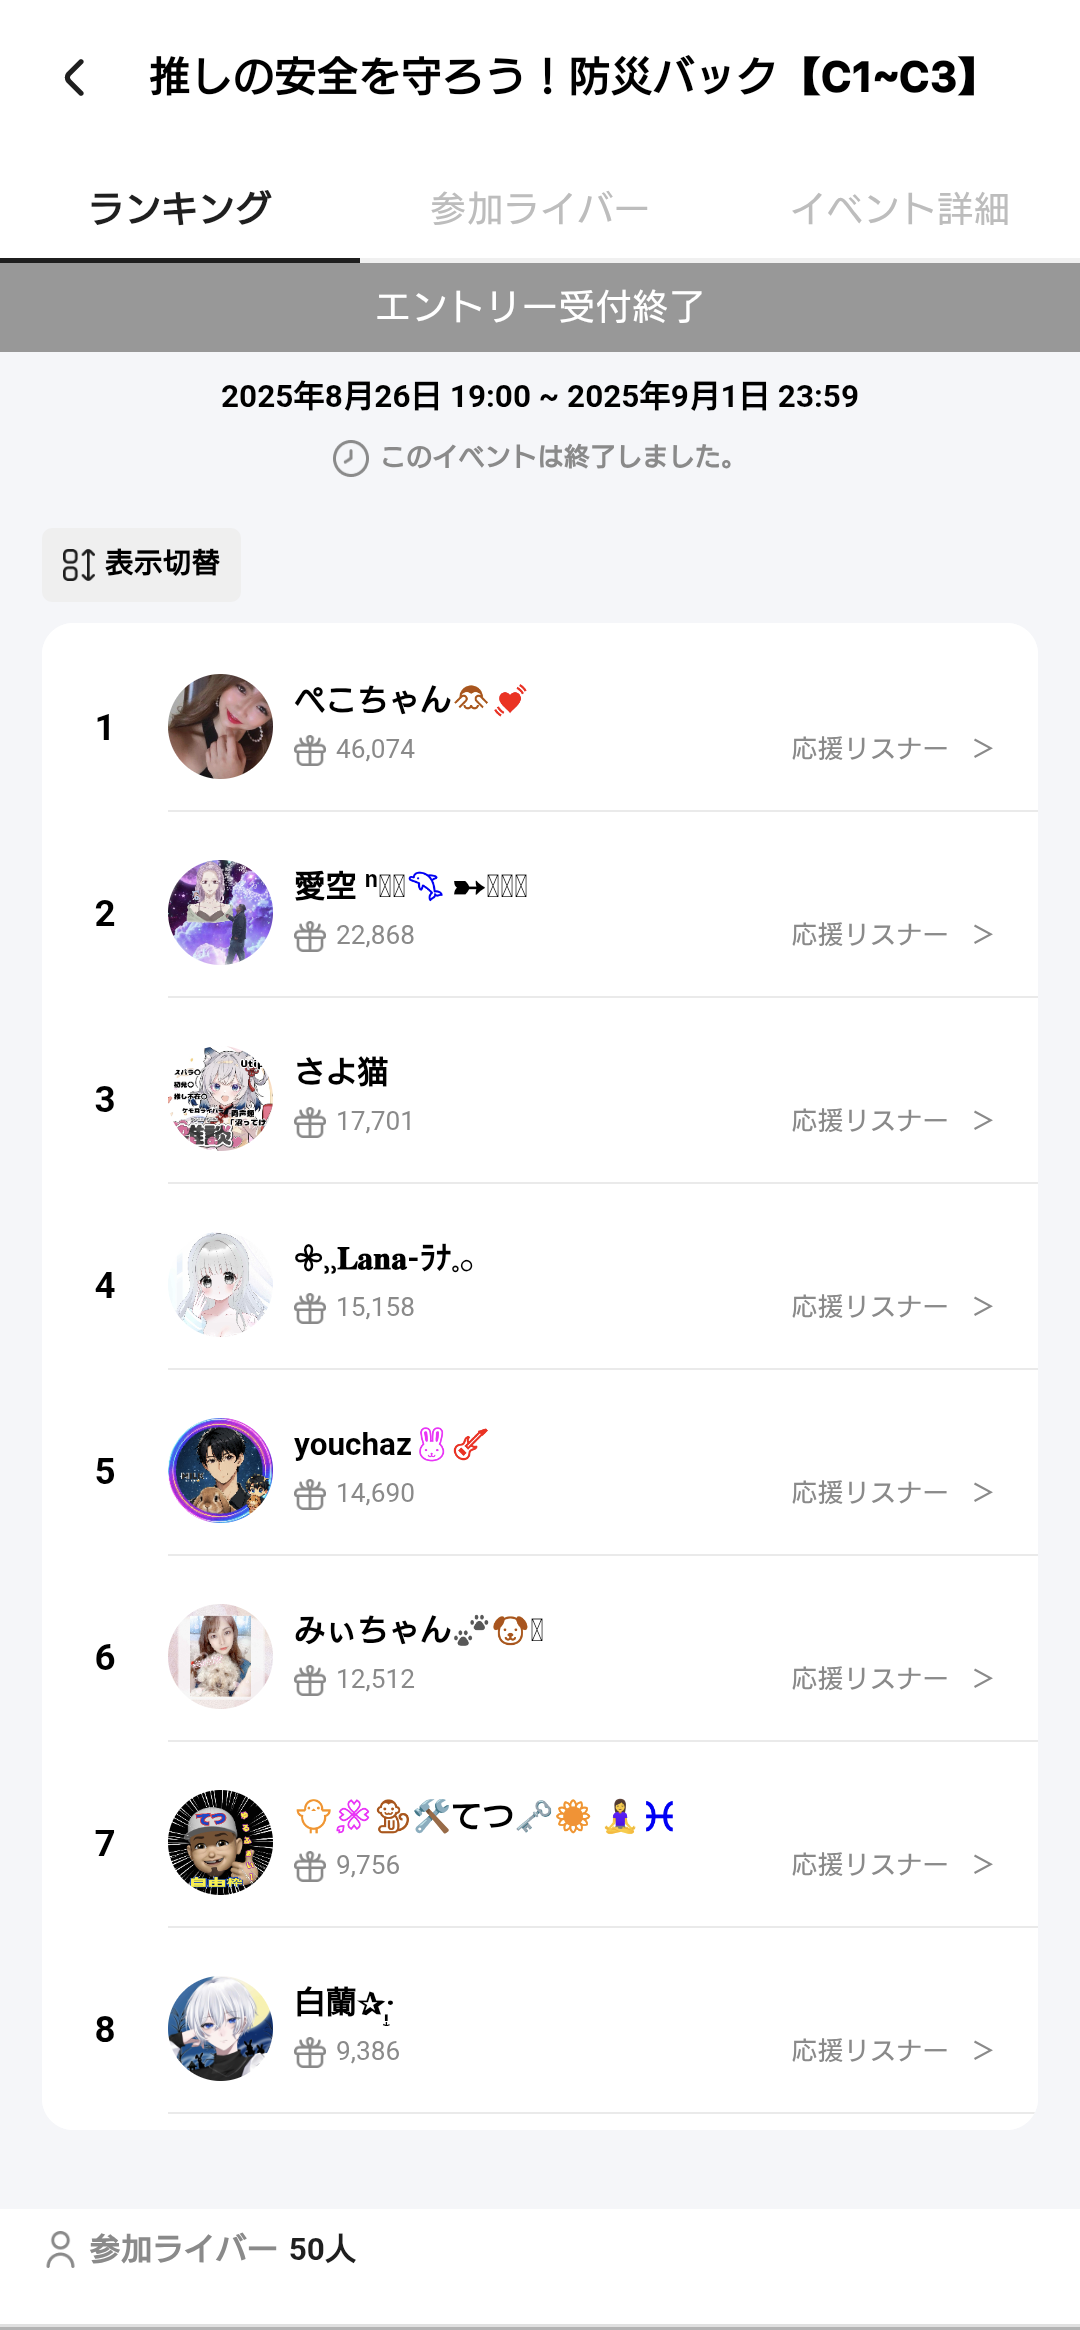 推しの安全を守ろう！防災バック【C1~C3】
ランキング 参加ライバー イベント詳細
エントリー受付終了
2025年8月26日 19:00 ~ 2025年9月1日 23:59
このイベントは終了しました。
表示切替
1
ぺこちゃん🙈💓
46,074 応援リスナー >
2
愛空 ⁿ🐬 ➽
22,868 応援リスナー >
3
さよ猫
17,701 応援リスナー >
4
✤⸒⸒𝐋𝐚𝐧𝐚-ﾗﾅ｡○
15,158 応援リスナー >
5
youchaz🐰🎸
14,690 応援リスナー >
6
みぃちゃん🐾🐶
12,512 応援リスナー >
7
🐤🍀🐒🛠てつ🗝🌻🧘‍♀️♓
9,756 応援リスナー >
8
白蘭✰
9,386 応援リスナー >
参加ライバー 50人